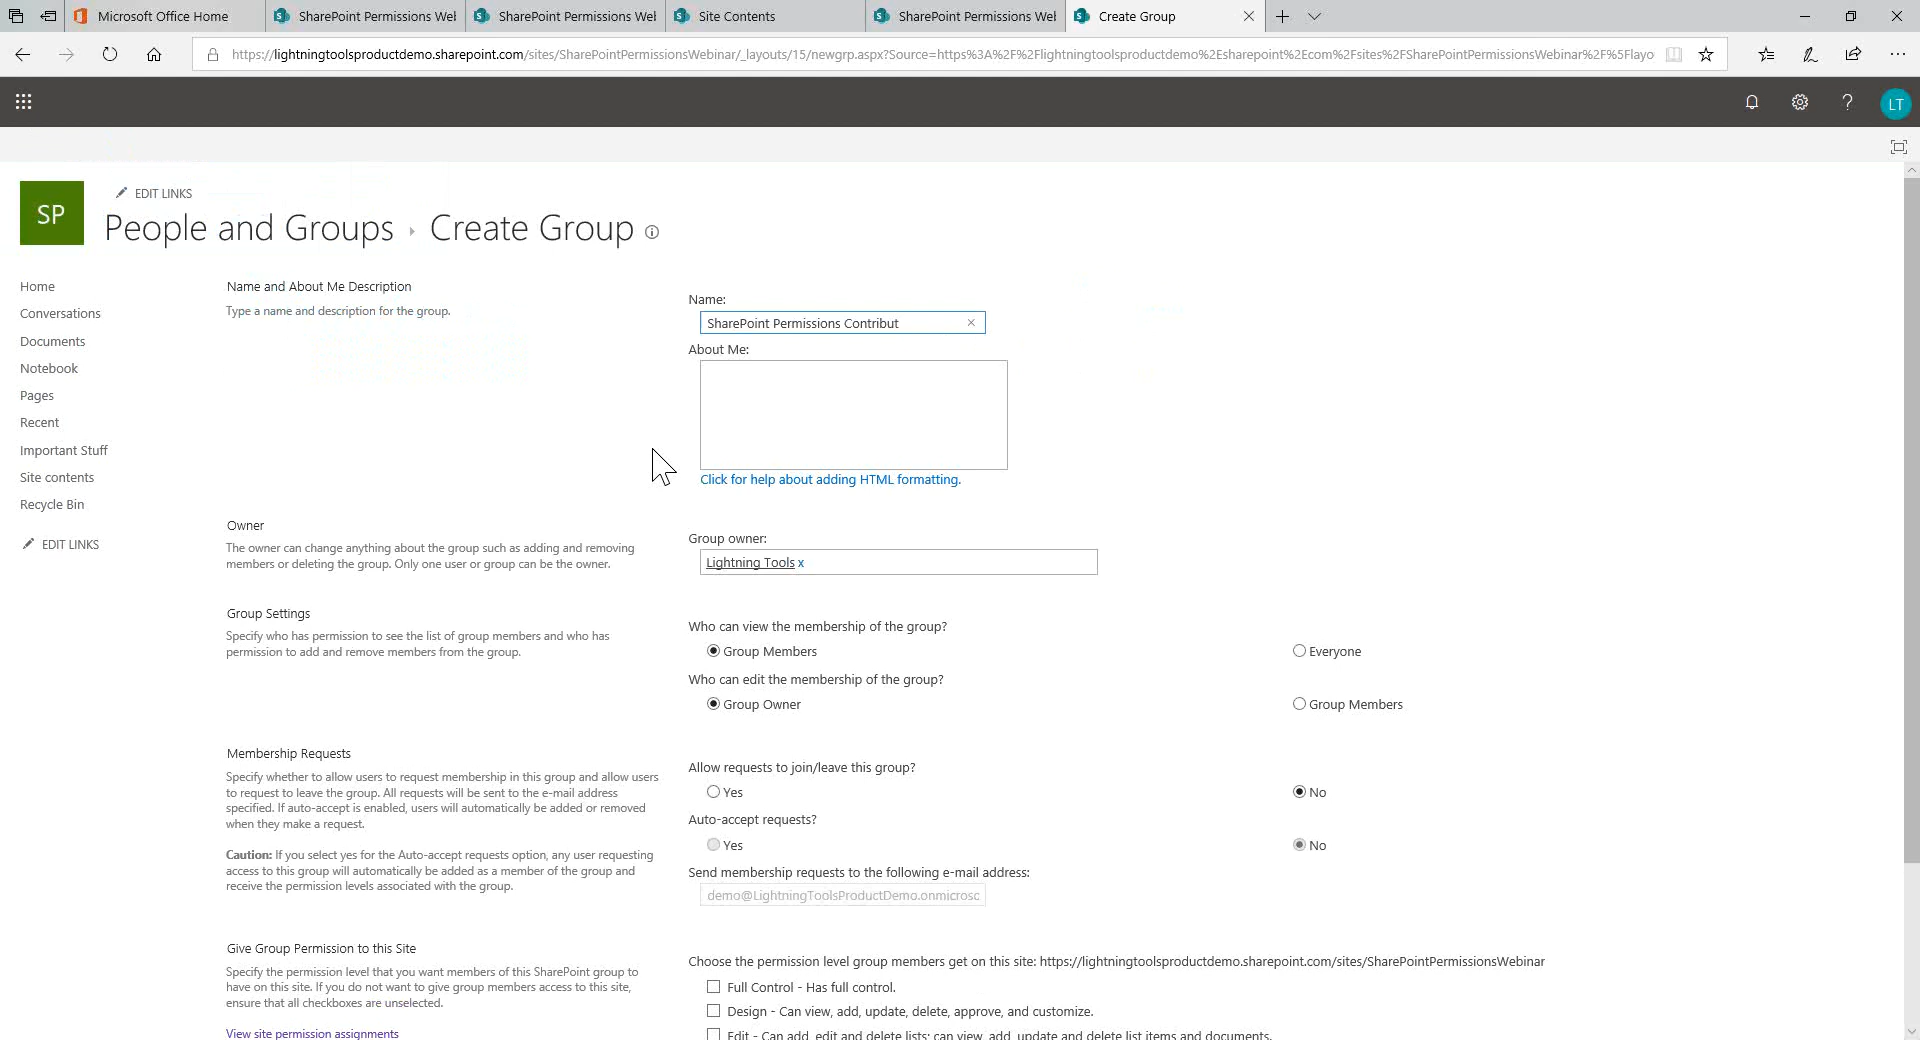 Microsoft Office Home
SharePoint Permissions Wel
SharePoint Permissions Wel
Site Contents
SharePoint Permissions Wel
Create Group
https://lightningtoolsproductdemo.sharepoint.com/sites/SharePointPermissionsWebinar/_layouts/15/newgrp.aspx?Source=https%3A%2F%2Flightningtoolsproductdemo%2Esharepoint%2Ecom%2Fsites%2FSharePointPermissionsWebinar%2F%5Flayo
LT
SP
EDIT LINKS
People and Groups › Create Group
Home
Conversations
Documents
Notebook
Pages
Recent
Important Stuff
Site contents
Recycle Bin
EDIT LINKS
Name and About Me Description
Type a name and description for the group.
Name:
SharePoint Permissions Contribut
About Me:
Click for help about adding HTML formatting.
Owner
The owner can change anything about the group such as adding and removing
members or deleting the group. Only one user or group can be the owner.
Group owner:
Lightning Tools x
Group Settings
Specify who has permission to see the list of group members and who has
permission to add and remove members from the group.
Who can view the membership of the group?
Group Members
Everyone
Who can edit the membership of the group?
Group Owner
Group Members
Membership Requests
Specify whether to allow users to request membership in this group and allow users
to request to leave the group. All requests will be sent to the e-mail address
specified. If auto-accept is enabled, users will automatically be added or removed
when they make a request.
Caution: If you select yes for the Auto-accept requests option, any user requesting
access to this group will automatically be added as a member of the group and
receive the permission levels associated with the group.
Allow requests to join/leave this group?
Yes
No
Auto-accept requests?
Yes
No
Send membership requests to the following e-mail address:
demo@LightningToolsProductDemo.onmicrosc
Give Group Permission to this Site
Specify the permission level that you want members of this SharePoint group to
have on this site. If you do not want to give group members access to this site,
ensure that all checkboxes are unselected.
View site permission assignments
Choose the permission level group members get on this site: https://lightningtoolsproductdemo.sharepoint.com/sites/SharePointPermissionsWebinar
Full Control - Has full control.
Design - Can view, add, update, delete, approve, and customize.
Edit - Can add, edit and delete lists; can view, add, update and delete list items and documents.